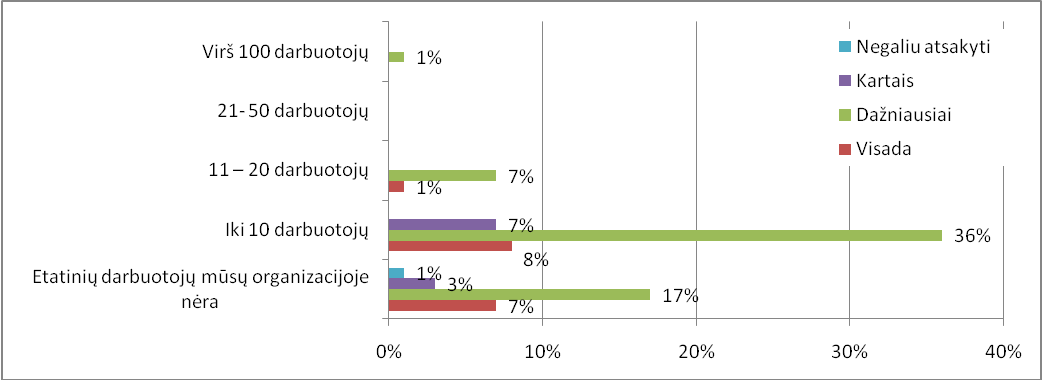 Virš 100 darbuotojų
1%
21- 50 darbuotojų
11 – 20 darbuotojų
7%
1%
Iki 10 darbuotojų
7%
36%
8%
Etatinių darbuotojų mūsų organizacijoje
nėra
1%
3%
17%
7%
0%
10%
20%
30%
40%
Negaliu atsakyti
Kartais
Dažniausiai
Visada